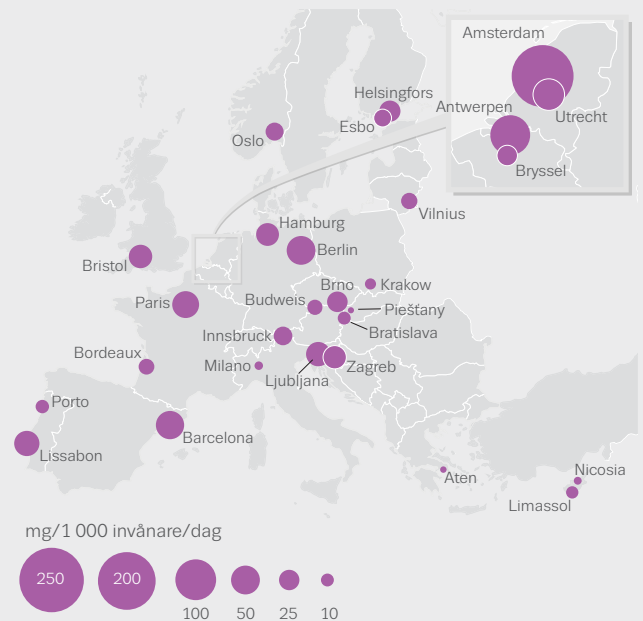 Amsterdam
Helsingfors
Antwerpen
Utrecht
Esbo
Oslo
Bryssel
Vilnius
Hamburg
Berlin
Bristol
Brno
Krakow
Paris
Budweis
Piešťany
Bratislava
Innsbruck
Bordeaux
Milano
Zagreb
Ljubljana
Porto
Barcelona
Lissabon
Nicosia
Aten
Limassol
mg/1 000 invånare/dag
250 200
100 50 25 10